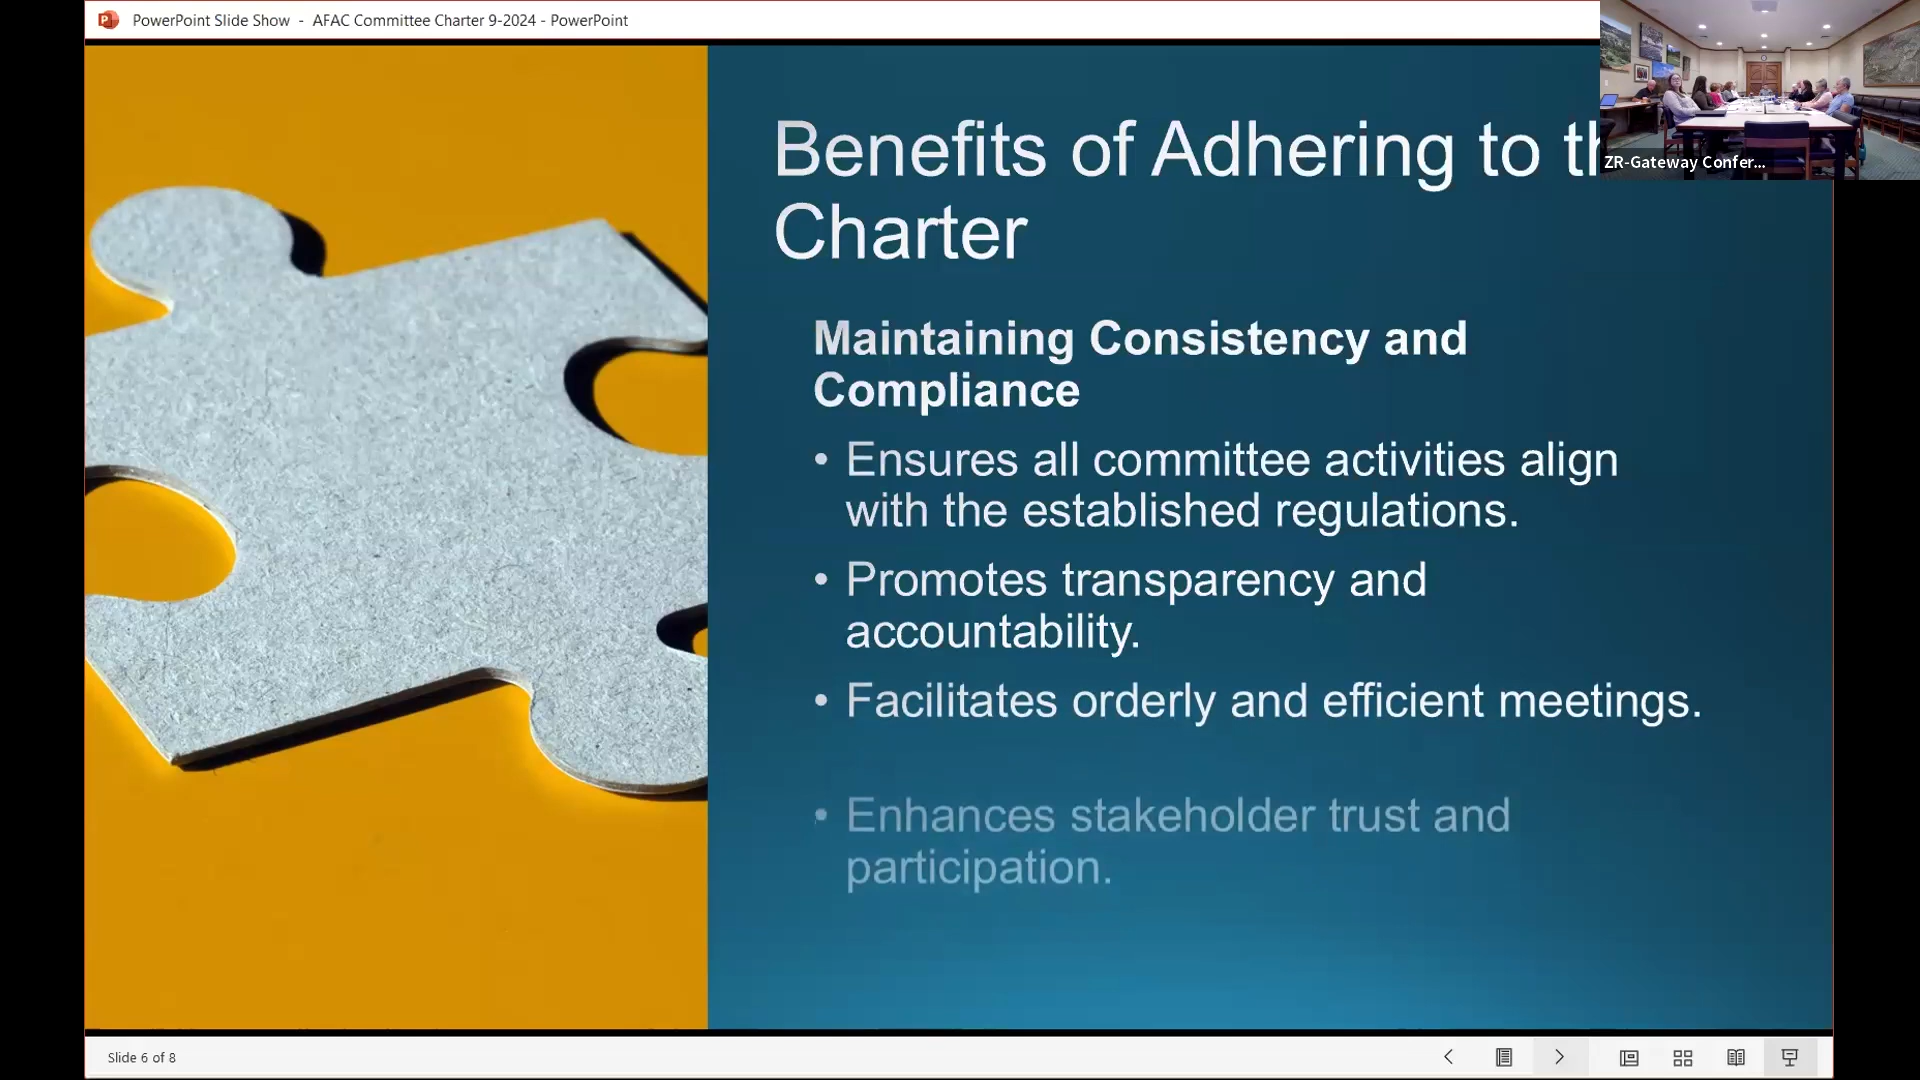 PowerPoint Slide Show - AFAC Committee Charter 9-2024 - PowerPoint
ZR-Gateway Confer...
Benefits of Adhering to th
Charter
Maintaining Consistency and
Compliance
• Ensures all committee activities align
with the established regulations.
• Promotes transparency and
accountability.
• Facilitates orderly and efficient meetings.
• Enhances stakeholder trust and
participation.
Slide 6 of 8